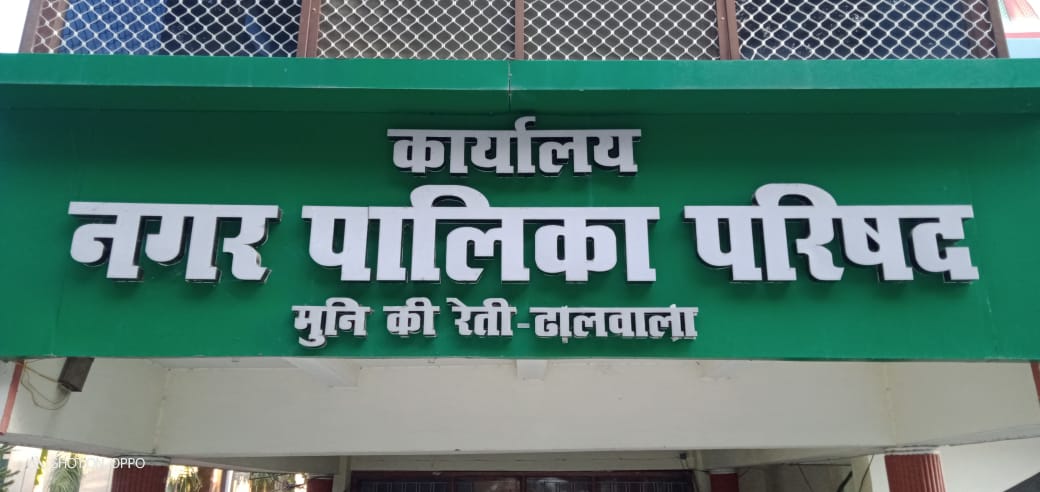 कार्यालय
नगर पालिका परिषद
मुनि की रेती-ढालवाला